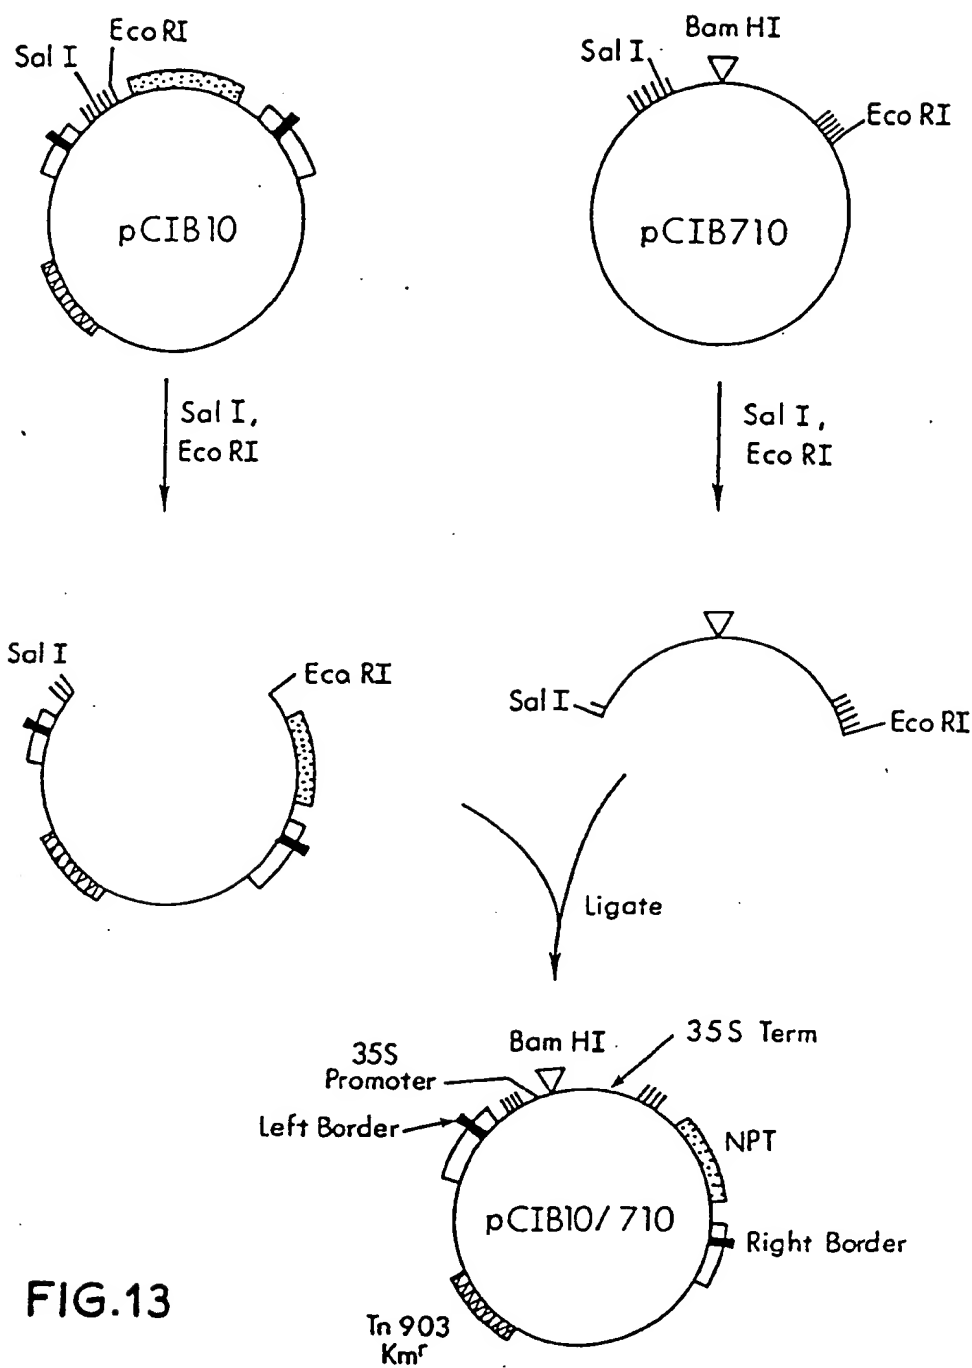 Eco RI
Sal I
pCIB10
Bam HI
Sal I
Eco RI
pCIB710
Sal I,
Eco RI
Sal I,
Eco RI
Sal I
Eco RI
Sal I
Eco RI
Ligate
35S
Promoter
Bam HI
35S Term
Left Border
NPT
pCIB10/710
Right Border
Tn 903
Kmʳ
FIG.13